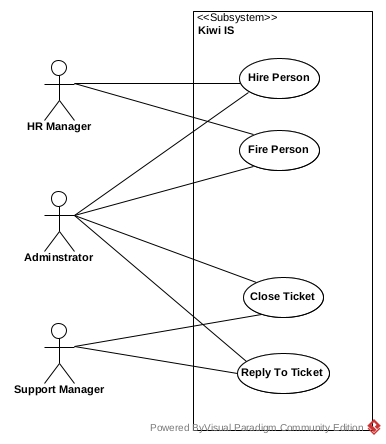 <<Subsystem>>
Kiwi IS
Hire Person
HR Manager
Fire Person
Adminstrator
Close Ticket
Support Manager
Reply To Ticket
Powered ByVisual Paradigm Community Edition